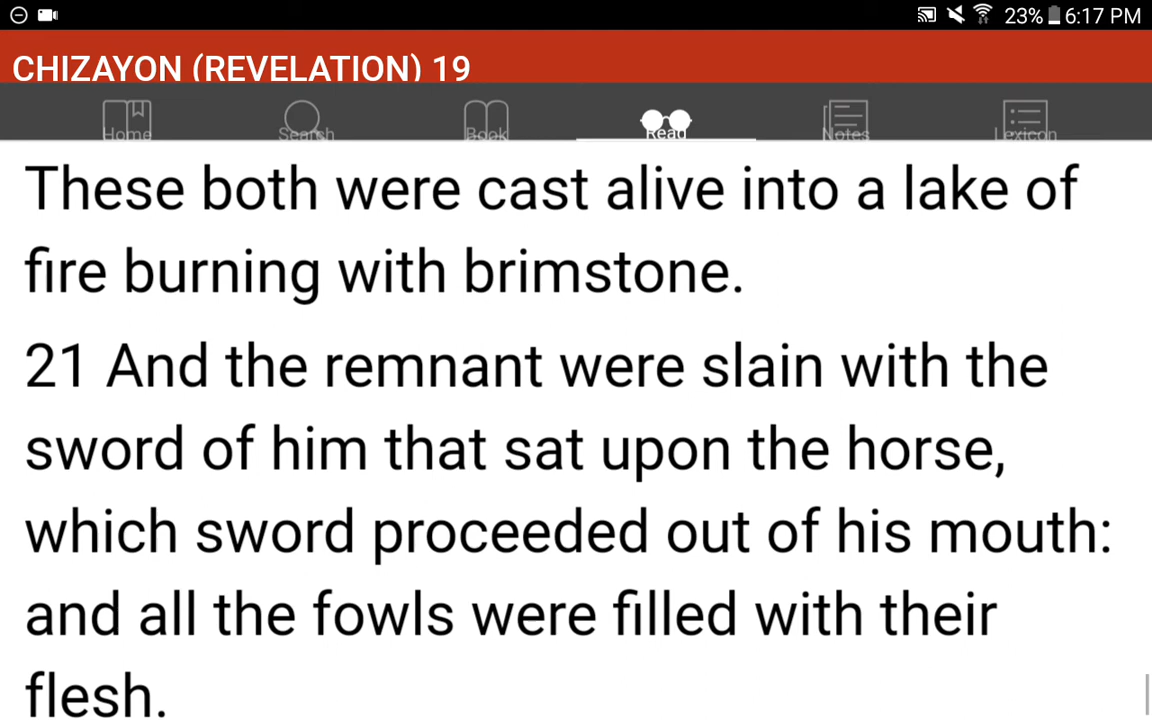 23% 6:17 PM
CHIZAYON (REVELATION) 19
Home Search Book Read Notes Lexicon
These both were cast alive into a lake of
fire burning with brimstone.
21 And the remnant were slain with the
sword of him that sat upon the horse,
which sword proceeded out of his mouth:
and all the fowls were filled with their
flesh.